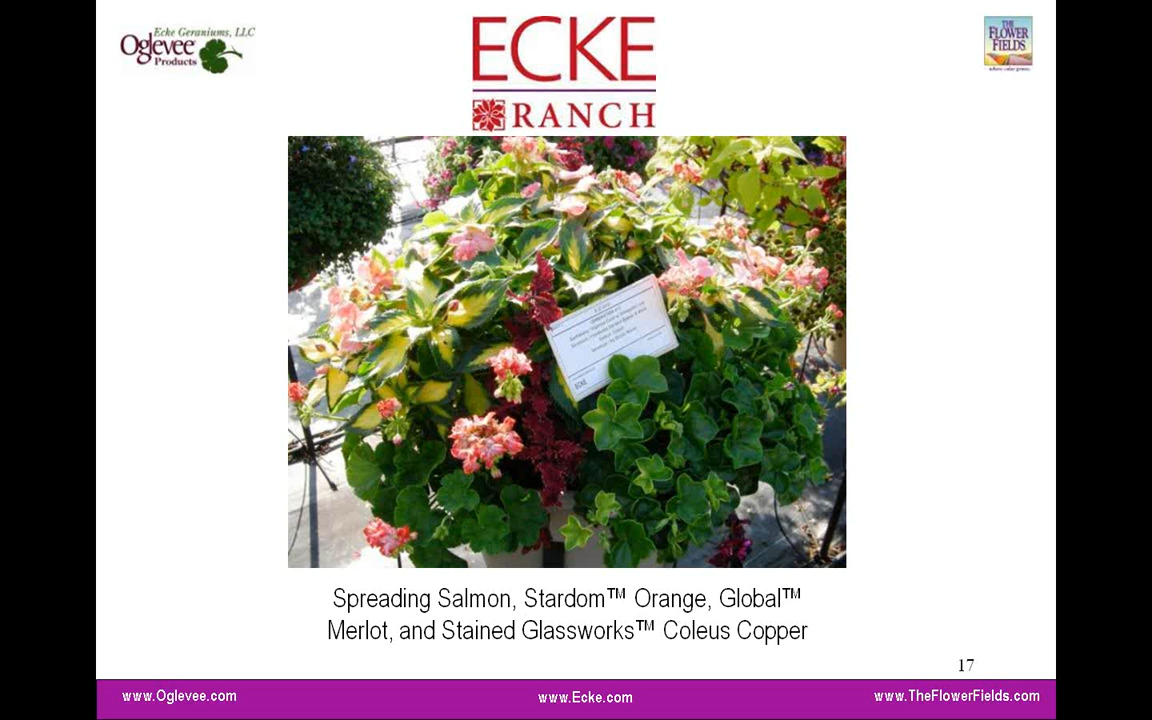 Ecke Geraniums, LLC
Oglevee
Products
ECKE
RANCH
THE
FLOWER
FIELDS
ECKE
Spreading Salmon, Stardom™ Orange, Global™
Merlot, and Stained Glassworks™ Coleus Copper
17
www.Oglevee.com
www.Ecke.com
www.TheFlowerFields.com